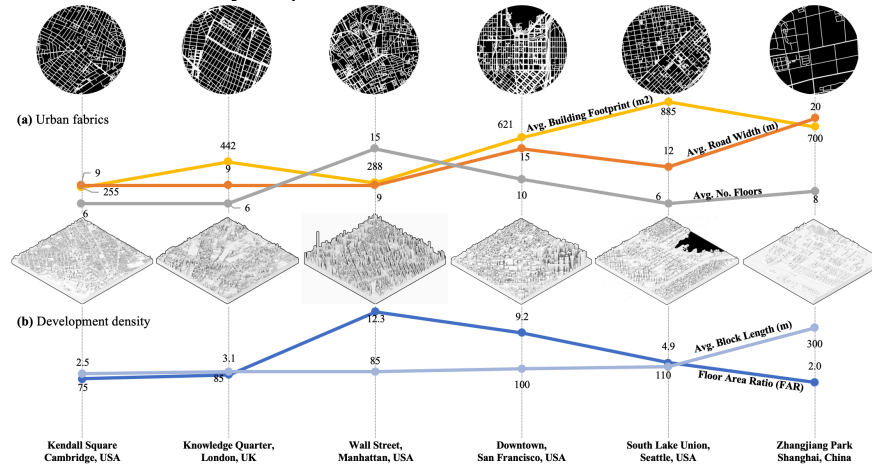 (a) Urban fabrics
Avg. Building Footprint (m2)
Avg. Road Width (m)
Avg. No. Floors
9
255
6
442
9
6
15
288
9
621
15
10
885
12
6
20
700
8
(b) Development density
Avg. Block Length (m)
Floor Area Ratio (FAR)
2.5
75
3.1
85
12.3
85
9.2
100
4.9
110
300
2.0
Kendall Square
Cambridge, USA
Knowledge Quarter,
London, UK
Wall Street,
Manhattan, USA
Downtown,
San Francisco, USA
South Lake Union,
Seattle, USA
Zhangjiang Park
Shanghai, China